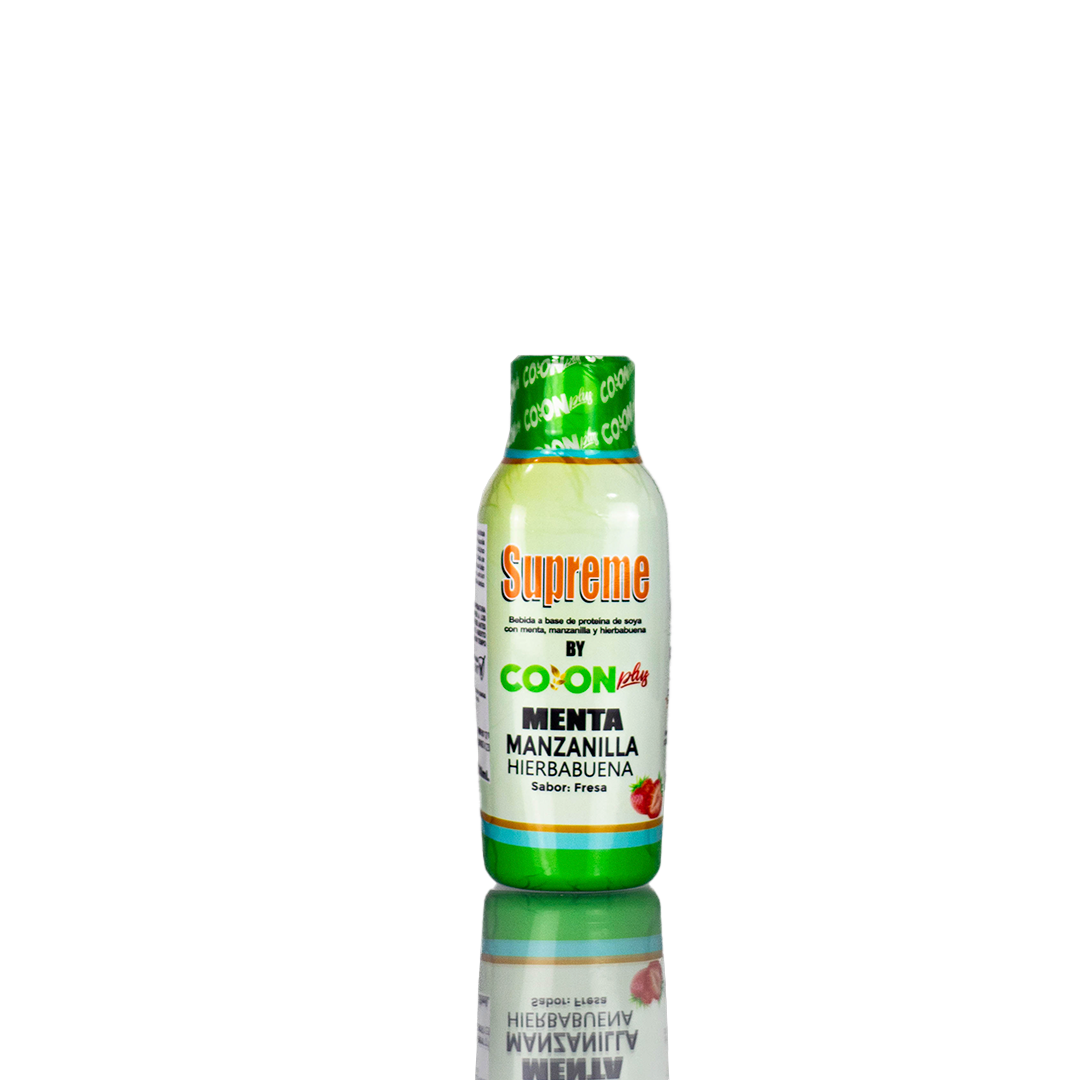 Supreme
Bebida a base de proteína de soya
con menta, manzanilla y hierbabuena
BY
COLON plus
MENTA
MANZANILLA
HIERBABUENA
Sabor: Fresa